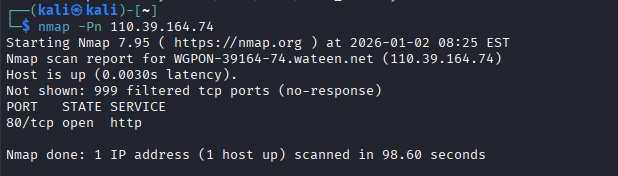 ┌──(kali㉿kali)-[~]
└─$ nmap -Pn 110.39.164.74
Starting Nmap 7.95 ( https://nmap.org ) at 2026-01-02 08:25 EST
Nmap scan report for WGPON-39164-74.wateen.net (110.39.164.74)
Host is up (0.0030s latency).
Not shown: 999 filtered tcp ports (no-response)
PORT   STATE SERVICE
80/tcp open  http
Nmap done: 1 IP address (1 host up) scanned in 98.60 seconds